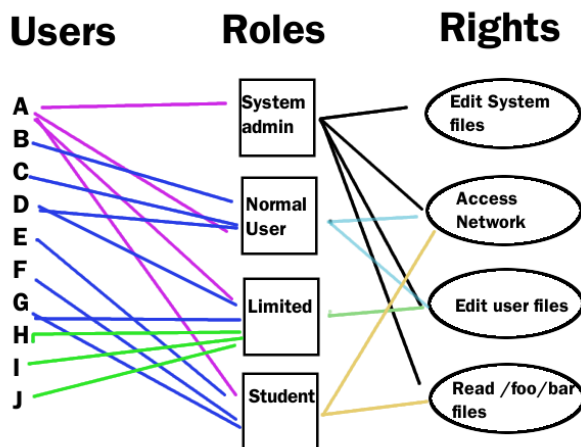 Users Roles Rights
A
B
C
D
E
F
G
H
I
J
System
admin
Normal
User
Limited
Student
Edit System
files
Access
Network
Edit user files
Read /foo/bar
files